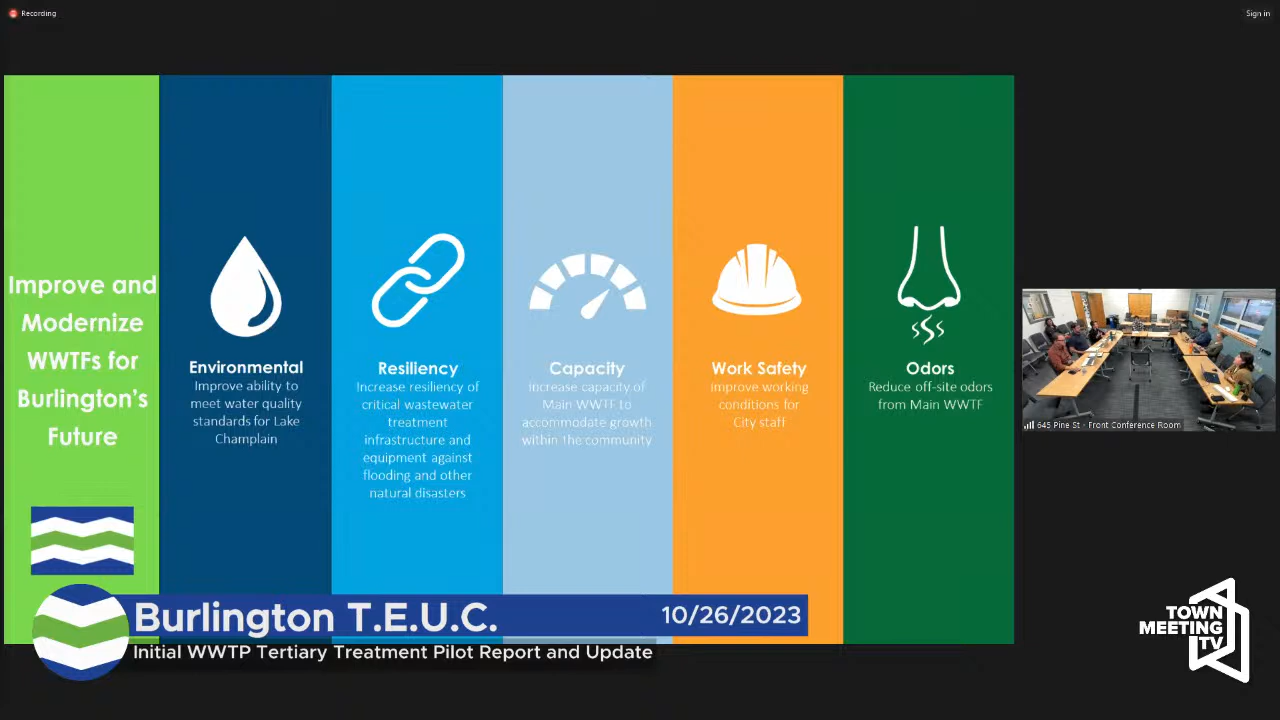 Recording
Sign in
Improve and
Modernize
WWTFs for
Burlington's
Future
Environmental
Improve ability to
meet water quality
standards for Lake
Champlain
Resiliency
Increase resiliency of
critical wastewater
treatment
infrastructure and
equipment against
flooding and other
natural disasters
Capacity
Increase capacity of
Main WWTF to
accommodate growth
within the community
Work Safety
Improve working
conditions for
City staff
Odors
Reduce off-site odors
from Main WWTF
645 Pine St - Front Conference Room
Burlington T.E.U.C.
10/26/2023
Initial WWTP Tertiary Treatment Pilot Report and Update
TOWN
MEETING
TV